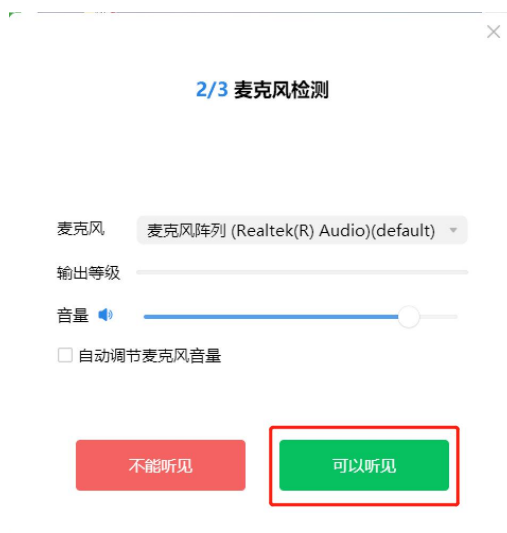 2/3 麦克风检测
麦克风 麦克风阵列 (Realtek(R) Audio)(default)
输出等级
音量
自动调节麦克风音量
不能听见 可以听见